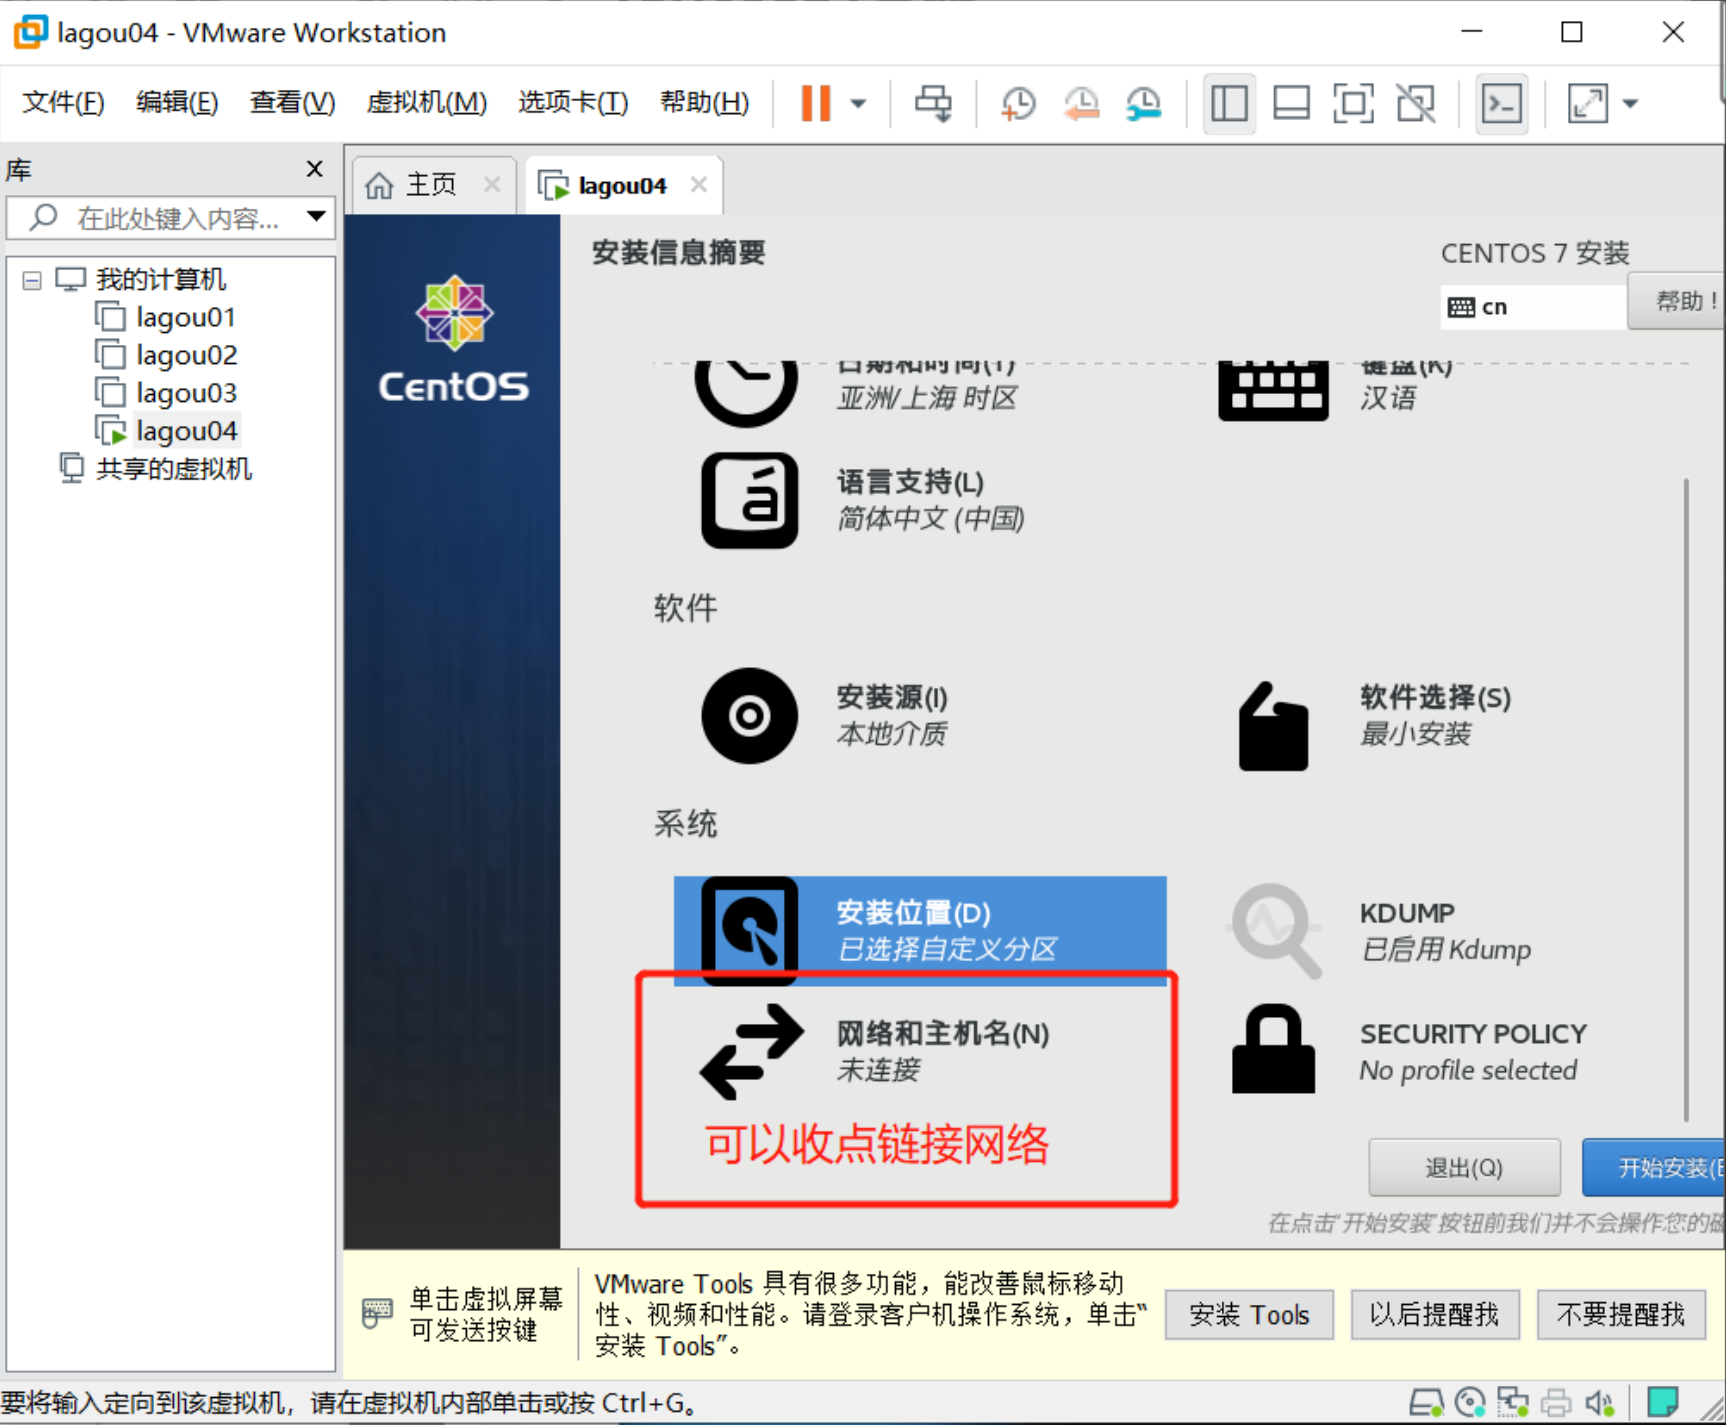 lagou04 - VMware Workstation
文件(F) 编辑(E) 查看(V) 虚拟机(M) 选项卡(T) 帮助(H)
库
在此处键入内容...
我的计算机
lagou01
lagou02
lagou03
lagou04
共享的虚拟机
主页
lagou04
CentOS
安装信息摘要
CENTOS 7 安装
cn
帮助！
日期和时间(T)
亚洲/上海 时区
键盘(K)
汉语
语言支持(L)
简体中文 (中国)
软件
安装源(I)
本地介质
软件选择(S)
最小安装
系统
安装位置(D)
已选择自定义分区
KDUMP
已启用 Kdump
网络和主机名(N)
未连接
SECURITY POLICY
No profile selected
可以收点链接网络
退出(Q)
开始安装(
在点击“开始安装”按钮前我们并不会操作您的
单击虚拟屏幕
可发送按键
VMware Tools 具有很多功能，能改善鼠标移动
性、视频和性能。请登录客户机操作系统，单击“
安装 Tools”。
安装 Tools
以后提醒我
不要提醒我
要将输入定向到该虚拟机，请在虚拟机内部单击或按 Ctrl+G。